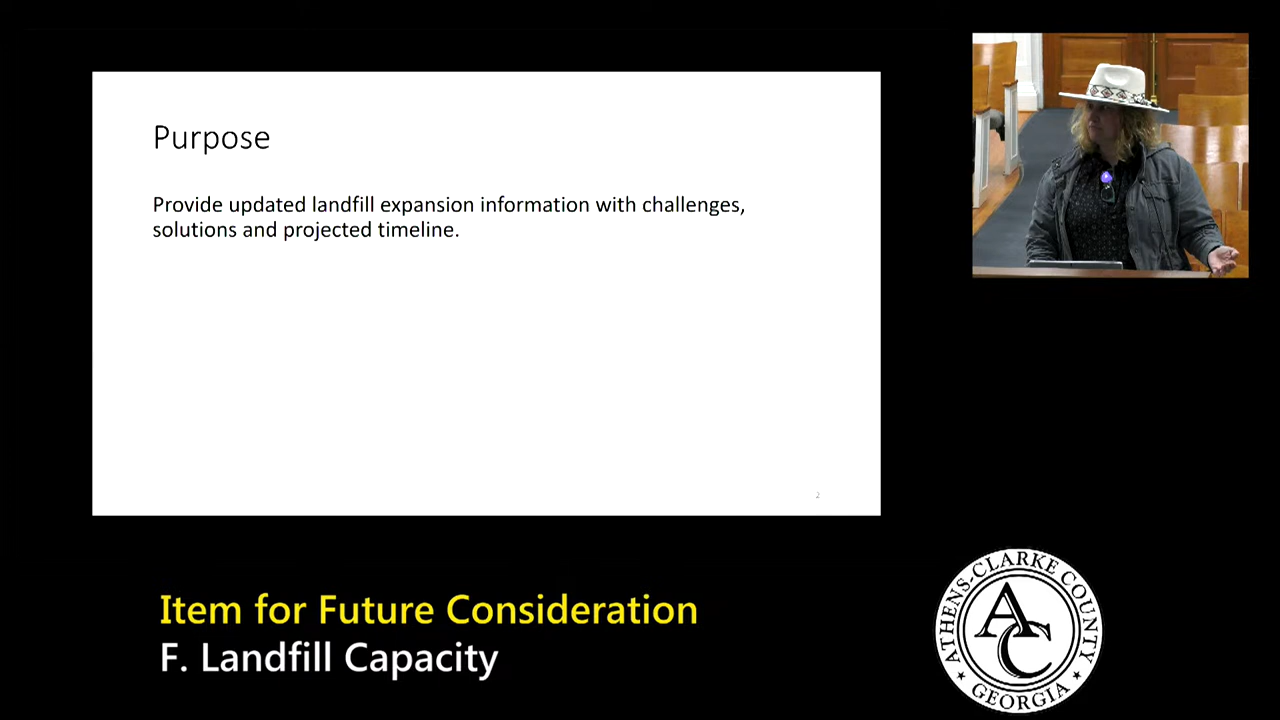 Purpose
Provide updated landfill expansion information with challenges,
solutions and projected timeline.
2
Item for Future Consideration
F. Landfill Capacity
ATHENS-CLARKE COUNTY
AC
GEORGIA